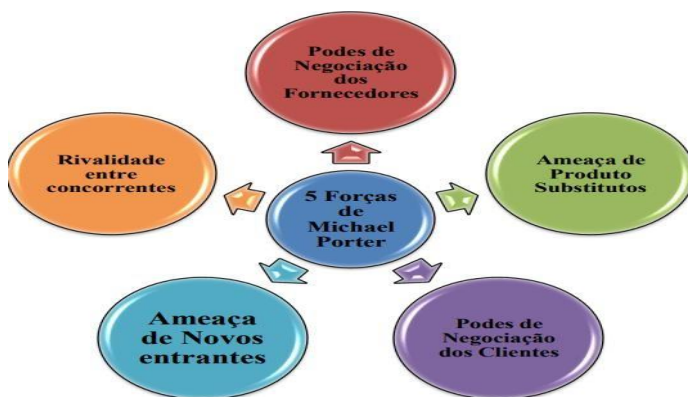 Podes de
Negociação
dos
Fornecedores
Rivalidade
entre
concorrentes
Ameaça de
Produto
Substitutos
5 Forças
de
Michael
Porter
Ameaça
de Novos
entrantes
Podes de
Negociação
dos Clientes